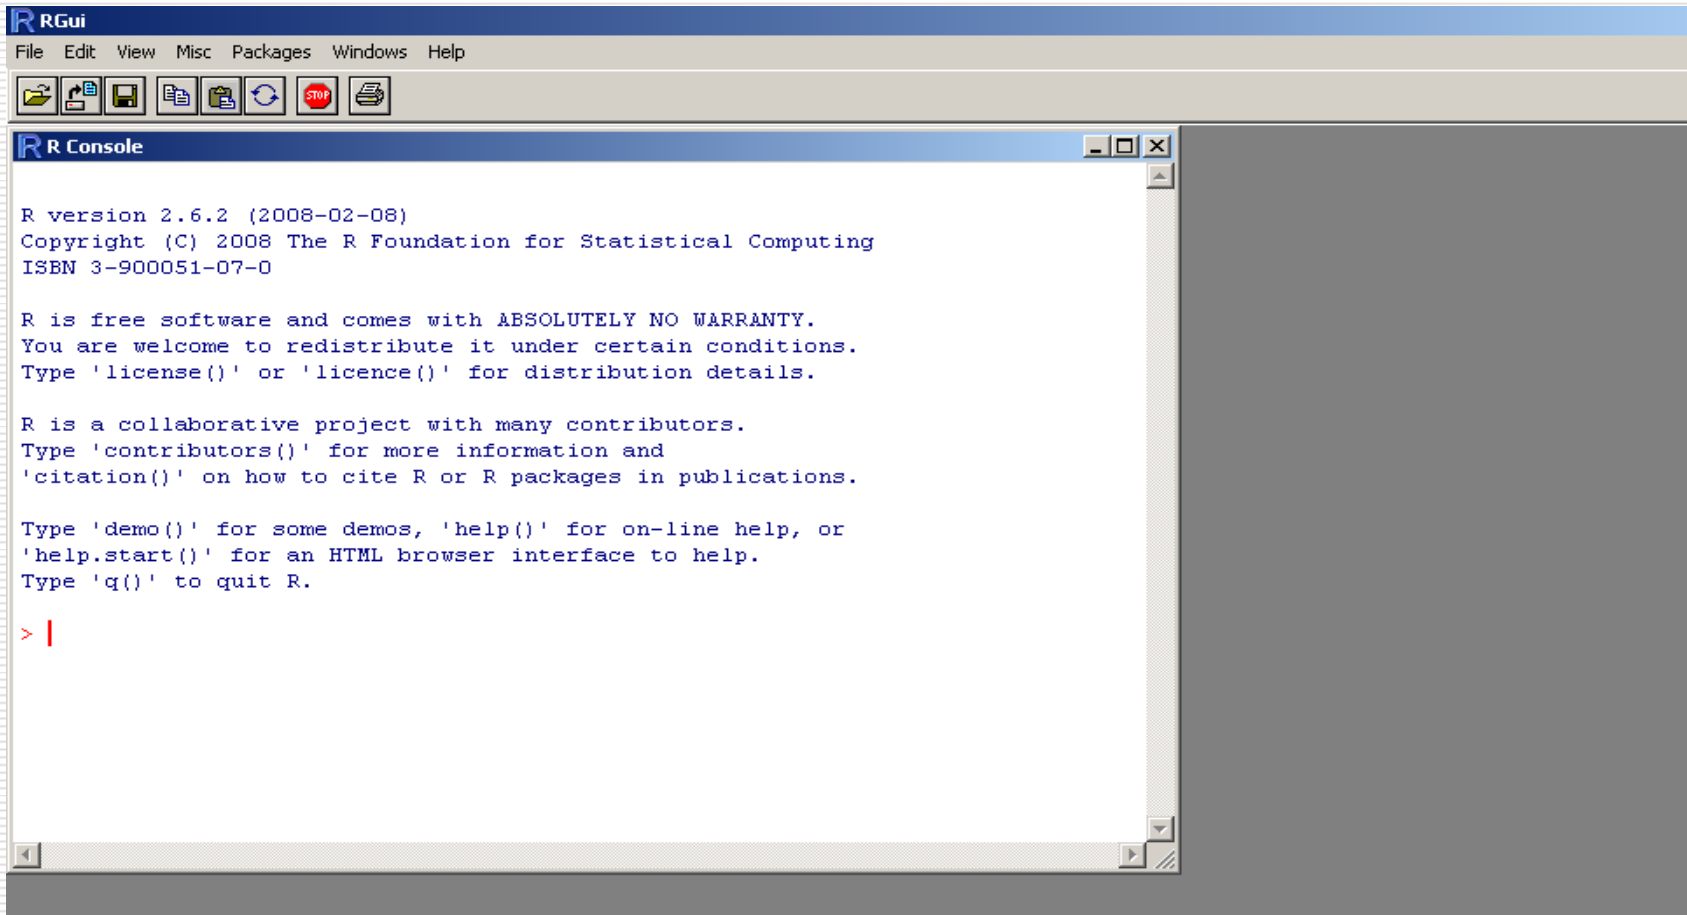 RGui
File Edit View Misc Packages Windows Help
STOP
R Console
R version 2.6.2 (2008-02-08)
Copyright (C) 2008 The R Foundation for Statistical Computing
ISBN 3-900051-07-0
R is free software and comes with ABSOLUTELY NO WARRANTY.
You are welcome to redistribute it under certain conditions.
Type 'license()' or 'licence()' for distribution details.
R is a collaborative project with many contributors.
Type 'contributors()' for more information and
'citation()' on how to cite R or R packages in publications.
Type 'demo()' for some demos, 'help()' for on-line help, or
'help.start()' for an HTML browser interface to help.
Type 'q()' to quit R.
>